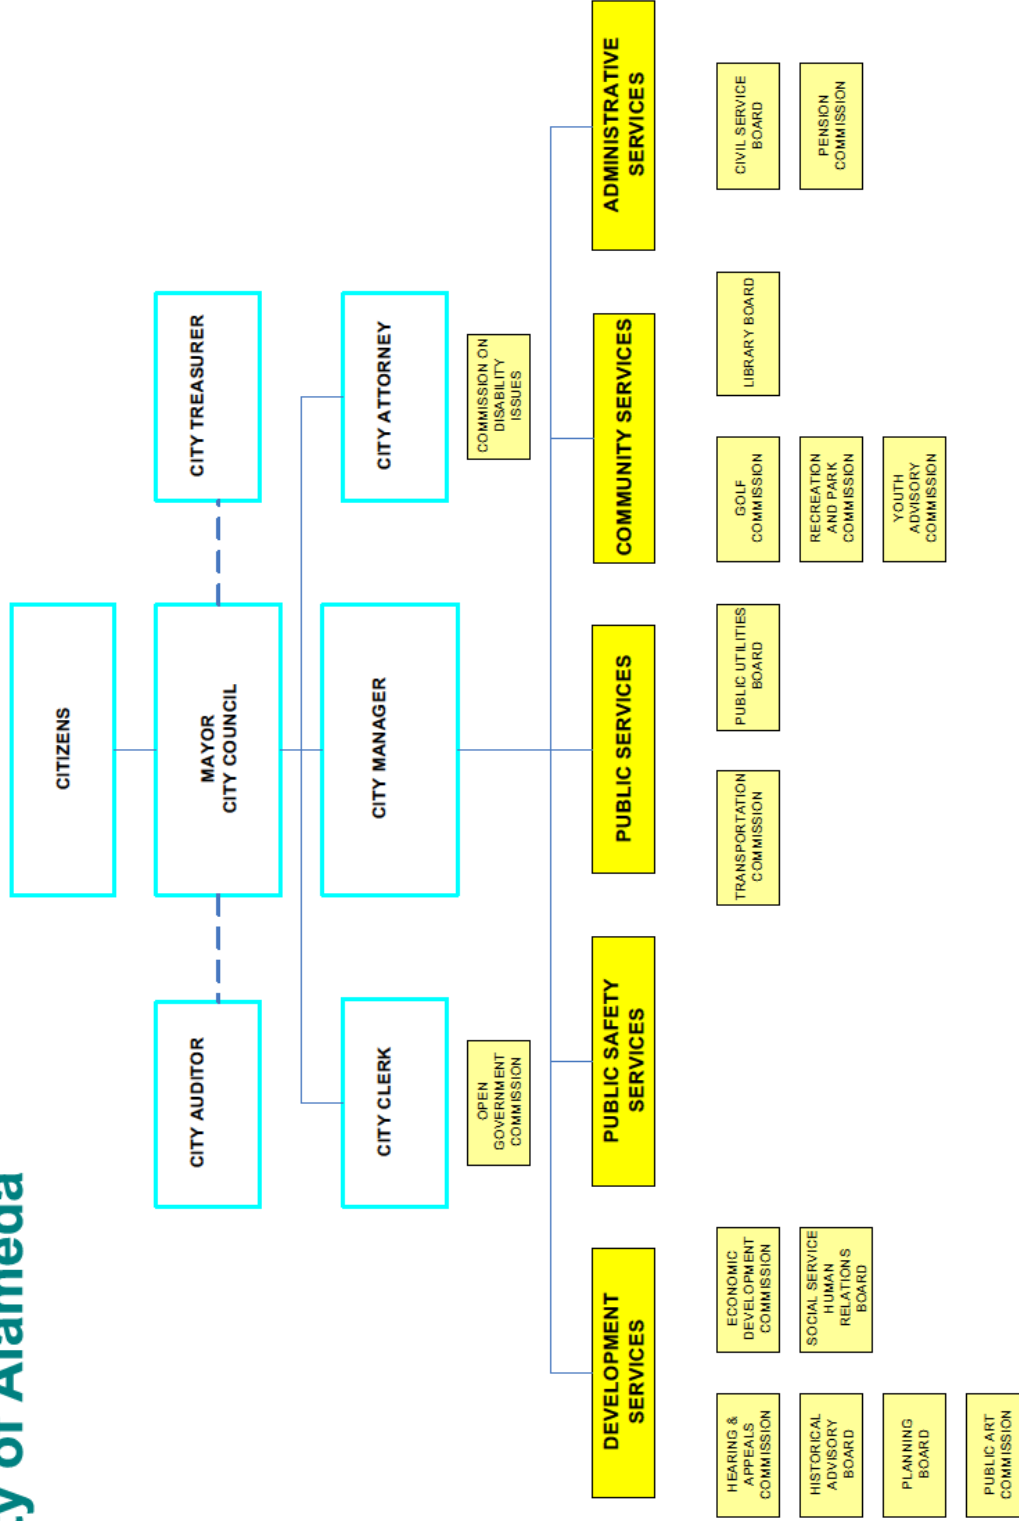 y of Alameda
CITIZENS
CITY AUDITOR
MAYOR
CITY COUNCIL
CITY TREASURER
CITY CLERK
CITY MANAGER
CITY ATTORNEY
OPEN
GOVERNMENT
COMMISSION
COMMISSION ON
DISABILITY
ISSUES
DEVELOPMENT
SERVICES
PUBLIC SAFETY
SERVICES
PUBLIC SERVICES
COMMUNITY SERVICES
ADMINISTRATIVE
SERVICES
HEARING &
APPEALS
COMMISSION
ECONOMIC
DEVELOPMENT
COMMISSION
TRANSPORTATION
COMMISSION
PUBLIC UTILITIES
BOARD
GOLF
COMMISSION
LIBRARY BOARD
CIVIL SERVICE
BOARD
HISTORICAL
ADVISORY
BOARD
SOCIAL SERVICE
HUMAN
RELATIONS
BOARD
RECREATION
AND PARK
COMMISSION
PENSION
COMMISSION
PLANNING
BOARD
YOUTH
ADVISORY
COMMISSION
PUBLIC ART
COMMISSION